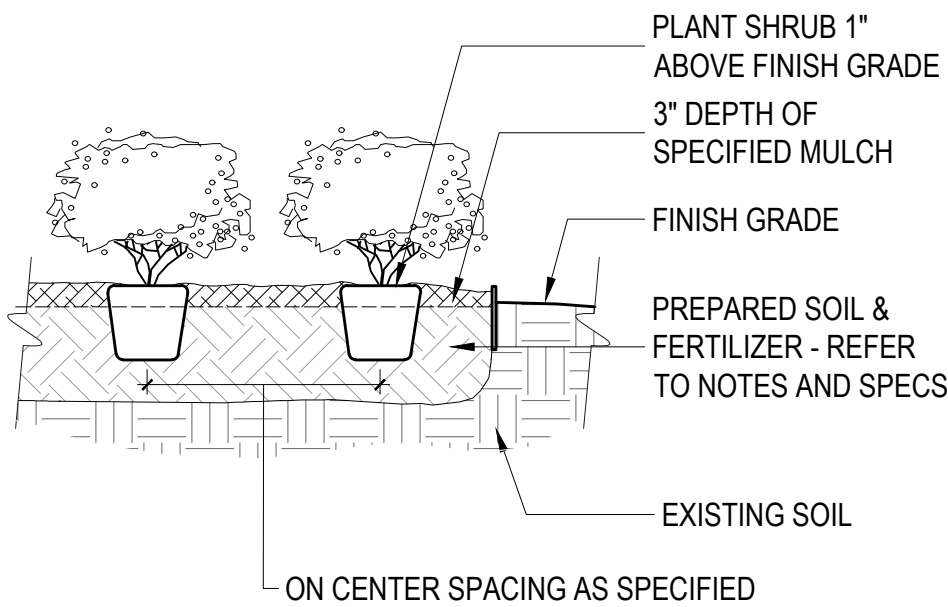 PLANT SHRUB 1"
ABOVE FINISH GRADE
3" DEPTH OF
SPECIFIED MULCH
FINISH GRADE
PREPARED SOIL &
FERTILIZER - REFER
TO NOTES AND SPECS
EXISTING SOIL
ON CENTER SPACING AS SPECIFIED